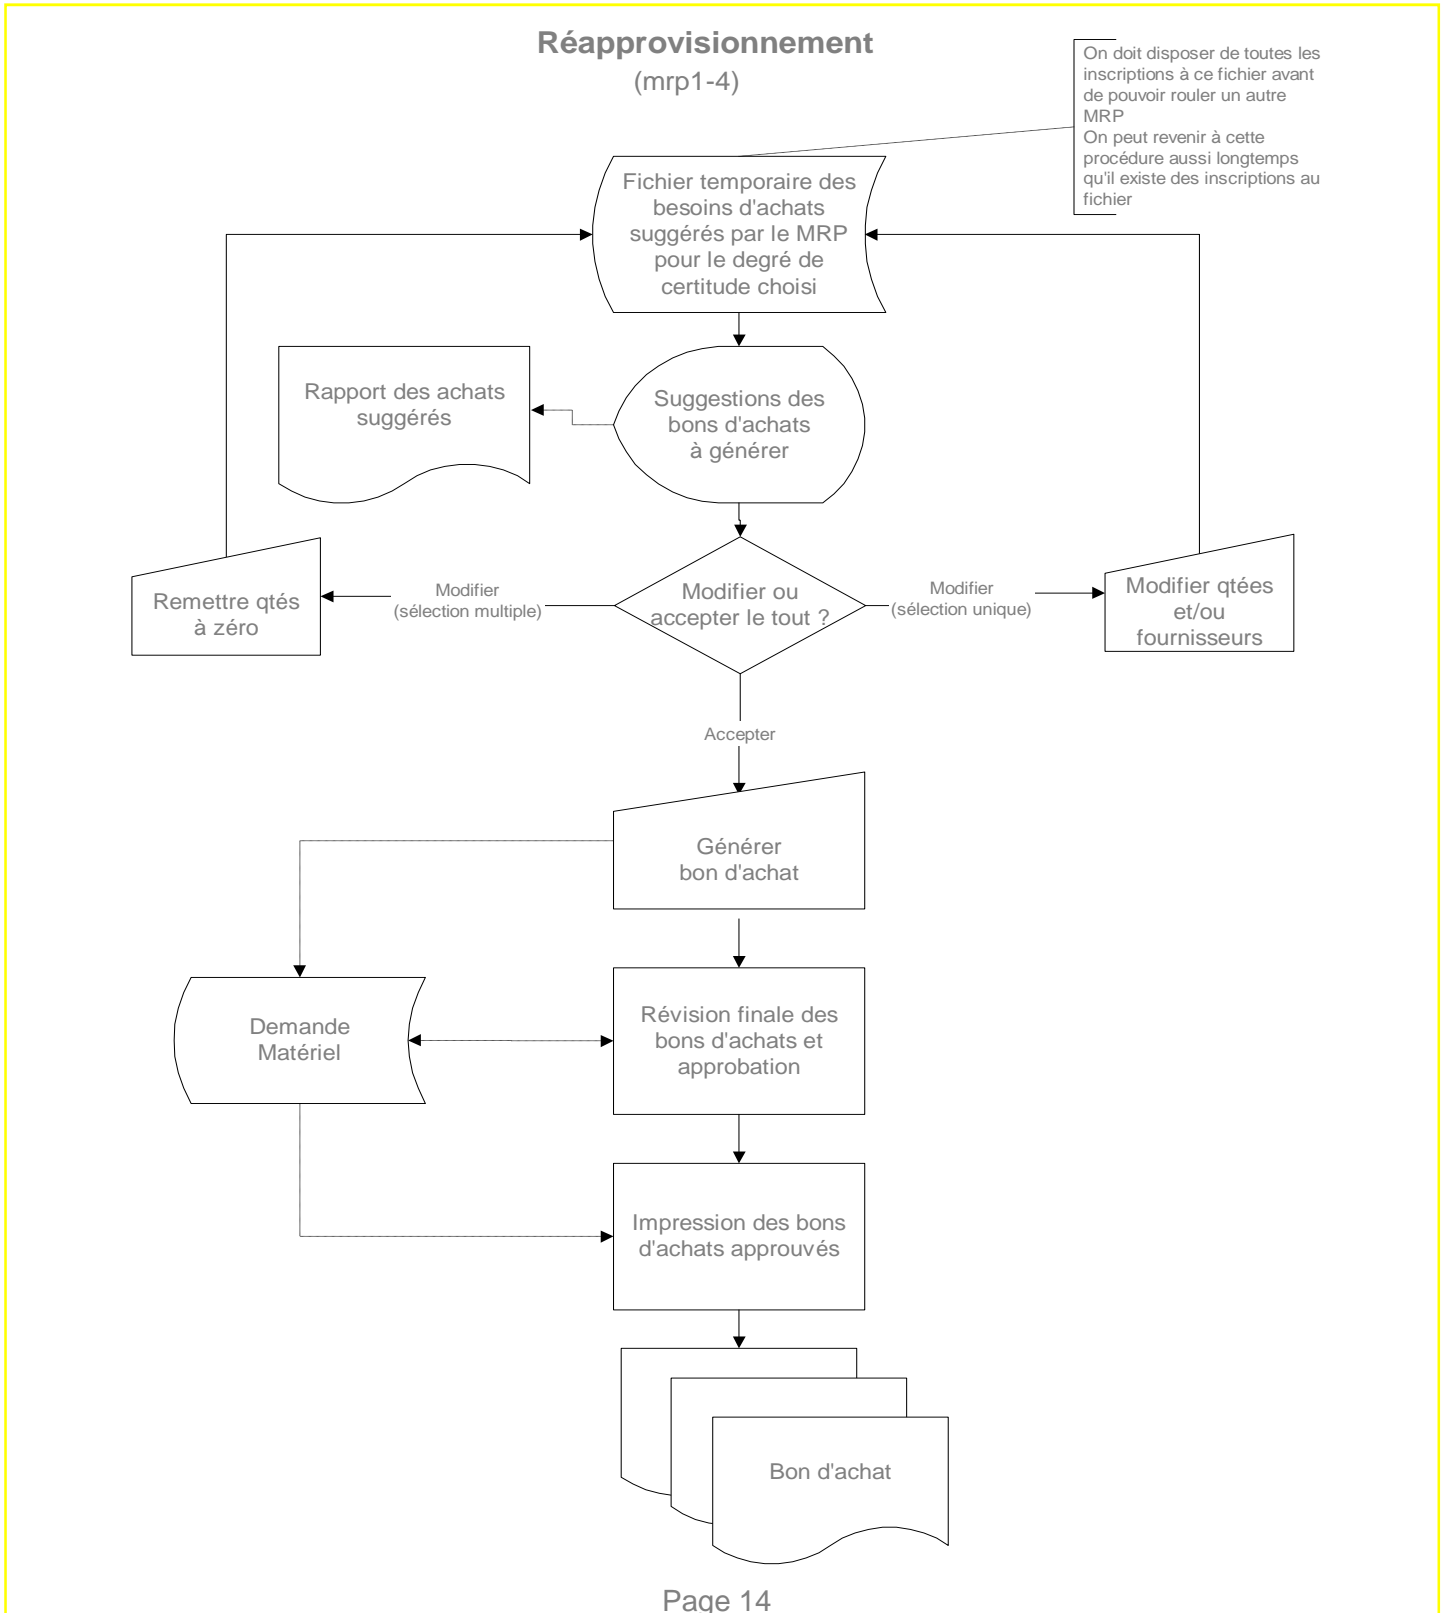 Réapprovisionnement
(mrp1-4)
On doit disposer de toutes les
inscriptions à ce fichier avant
de pouvoir rouler un autre
MRP
On peut revenir à cette
procédure aussi longtemps
qu'il existe des inscriptions au
fichier
Fichier temporaire des
besoins d'achats
suggérés par le MRP
pour le degré de
certitude choisi
Rapport des achats
suggérés
Suggestions des
bons d'achats
à générer
Remettre qtés
à zéro
Modifier
(sélection multiple)
Modifier ou
accepter le tout ?
Modifier
(sélection unique)
Modifier qtées
et/ou
fournisseurs
Accepter
Générer
bon d'achat
Demande
Matériel
Révision finale des
bons d'achats et
approbation
Impression des bons
d'achats approuvés
Bon d'achat
Page 14